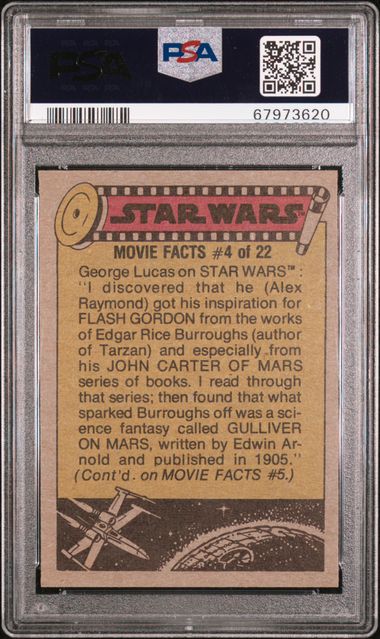 PSA
PSA
67973620
STAR WARS
MOVIE FACTS #4 of 22
George Lucas on STAR WARS™:
"I discovered that he (Alex
Raymond) got his inspiration for
FLASH GORDON from the works
of Edgar Rice Burroughs (author
of Tarzan) and especially from
his JOHN CARTER OF MARS
series of books. I read through
that series; then found that what
sparked Burroughs off was a sci-
ence fantasy called GULLIVER
ON MARS, written by Edwin Ar-
nold and published in 1905."
(Cont'd. on MOVIE FACTS #5.)